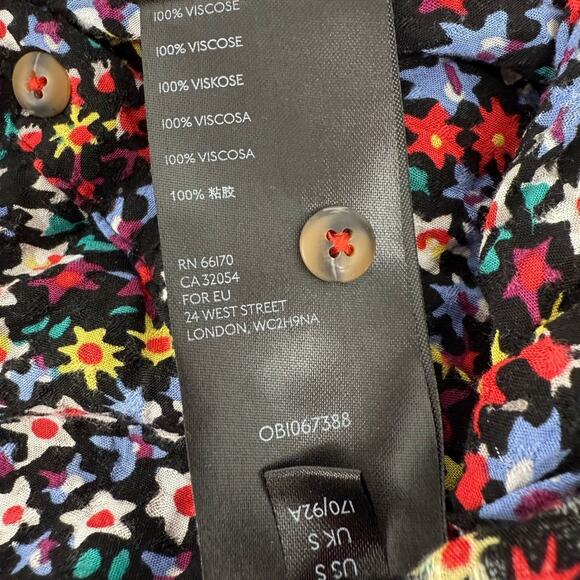 100% VISCOSE
100% VISCOSE
100% VISKOSE
100% VISCOSA
100% VISCOSA
100% 粘胶
RN 66170
CA 32054
FOR EU
24 WEST STREET
LONDON, WC2H9NA
OB1067388
US S
UK S
170/92A